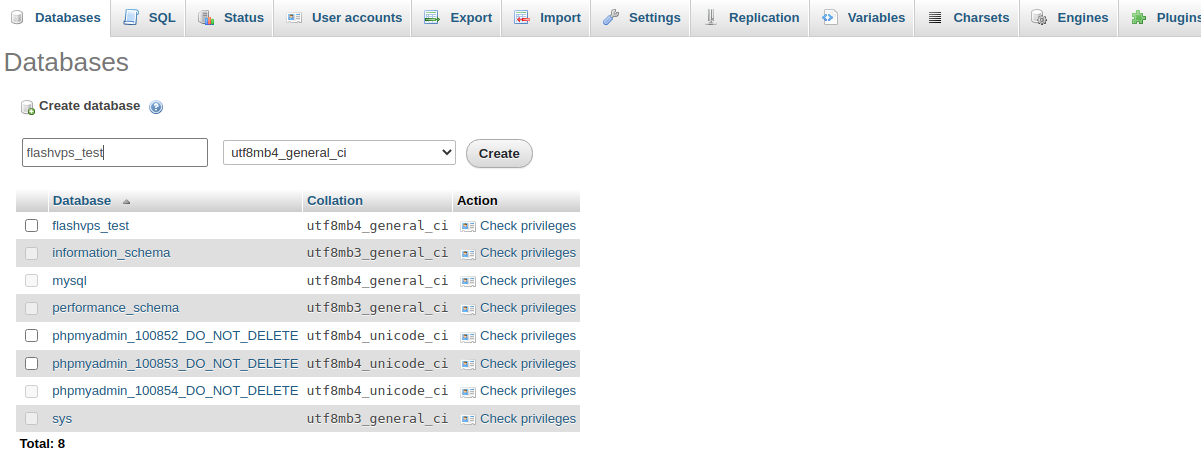 Databases SQL Status User accounts Export Import Settings Replication Variables Charsets Engines Plugins
Databases
Create database
flashvps_test utf8mb4_general_ci Create
Database Collation Action
flashvps_test utf8mb4_general_ci Check privileges
information_schema utf8mb3_general_ci Check privileges
mysql utf8mb4_general_ci Check privileges
performance_schema utf8mb3_general_ci Check privileges
phpmyadmin_100852_DO_NOT_DELETE utf8mb4_unicode_ci Check privileges
phpmyadmin_100853_DO_NOT_DELETE utf8mb4_unicode_ci Check privileges
phpmyadmin_100854_DO_NOT_DELETE utf8mb4_unicode_ci Check privileges
sys utf8mb3_general_ci Check privileges
Total: 8